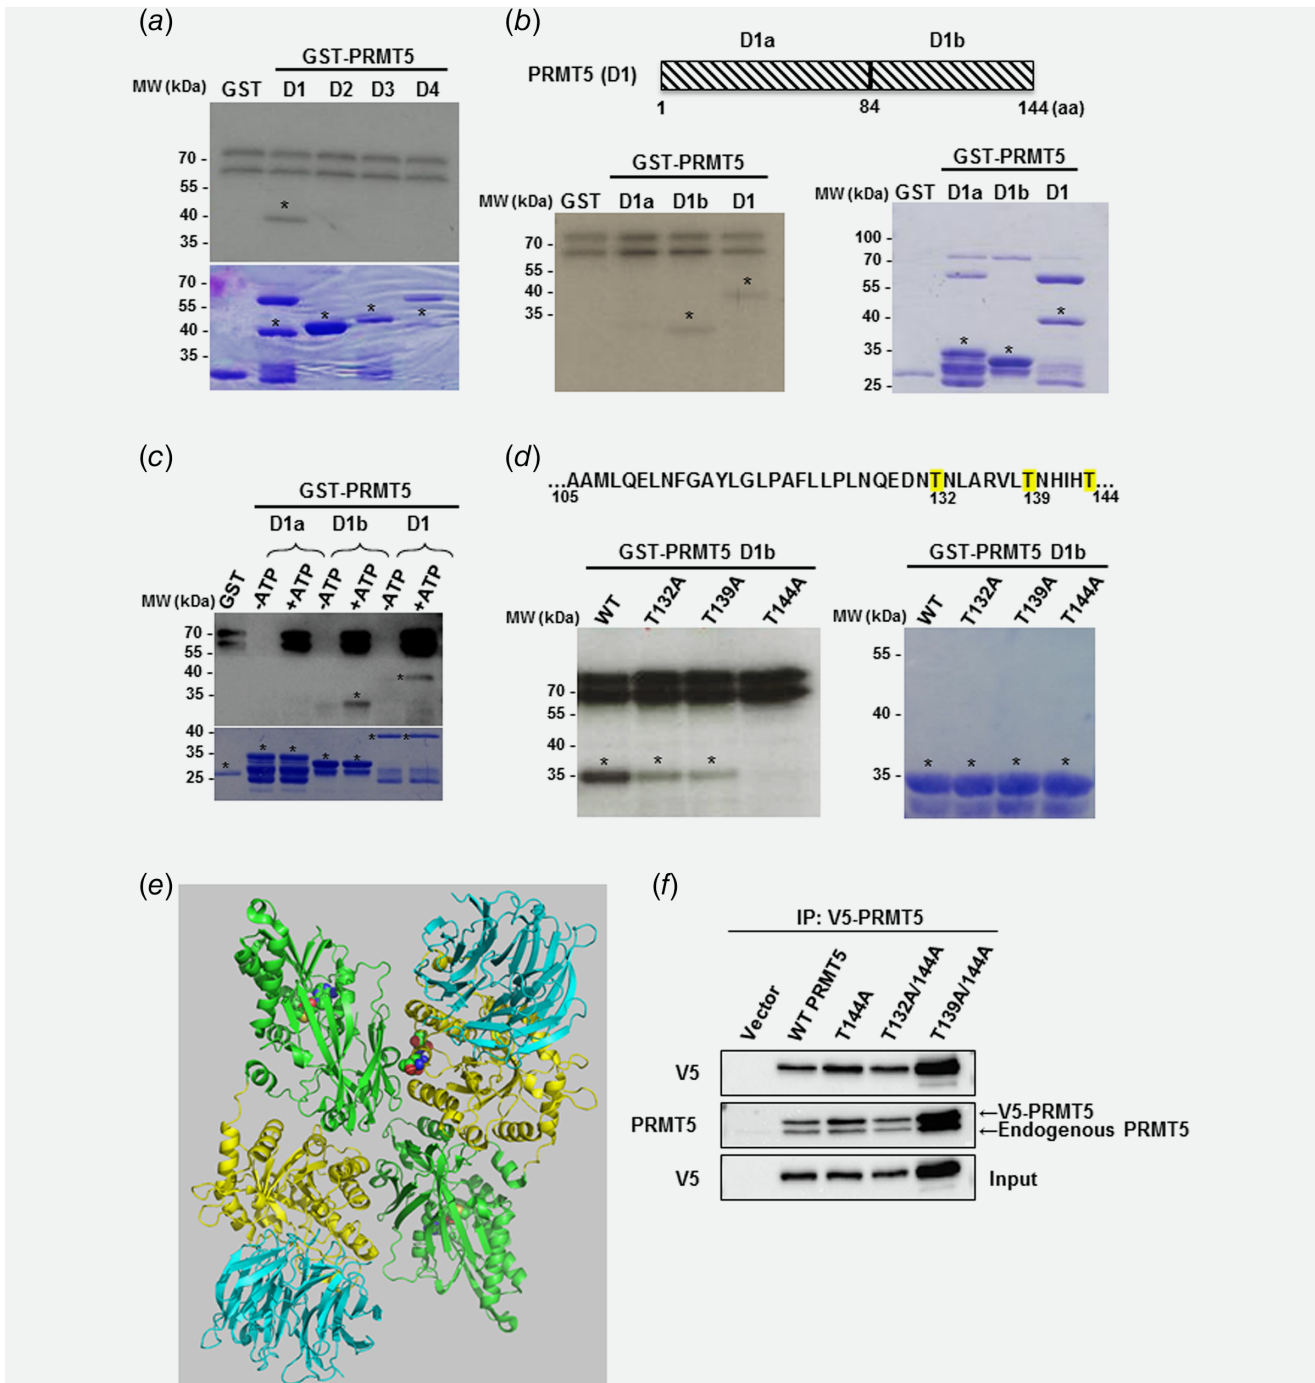 (a)
GST-PRMT5
MW (kDa) GST D1 D2 D3 D4
70 -
55 -
40 -
35 -
*
70 -
55 -
40 -
35 -
* * * *
(b)
D1a D1b
PRMT5 (D1)
1 84 144 (aa)
GST-PRMT5
MW (kDa) GST D1a D1b D1
70 -
55 -
40 -
35 -
* *
GST-PRMT5
GST D1a D1b D1
MW (kDa)
100 -
70 -
55 -
35 -
25 -
* * *
(c)
GST-PRMT5
D1a D1b D1
MW (kDa) GST -ATP +ATP -ATP +ATP -ATP +ATP
70 -
55 -
40 -
35 -
* *
40 -
35 -
25 -
* * * * * * *
(d)
...AAMLQELNFGAYLGLPAFLLPLNQEDNTNLARVLTNHIHT...
105 132 139 144
GST-PRMT5 D1b
MW (kDa) WT T132A T139A T144A
70 -
55 -
40 -
35 -
* * *
GST-PRMT5 D1b
MW (kDa) WT T132A T139A T144A
55 -
40 -
35 -
* * * *
(e)
(f)
IP: V5-PRMT5
Vector WT PRMT5 T144A T132A/144A T139A/144A
V5
PRMT5 ←V5-PRMT5
←Endogenous PRMT5
V5 Input